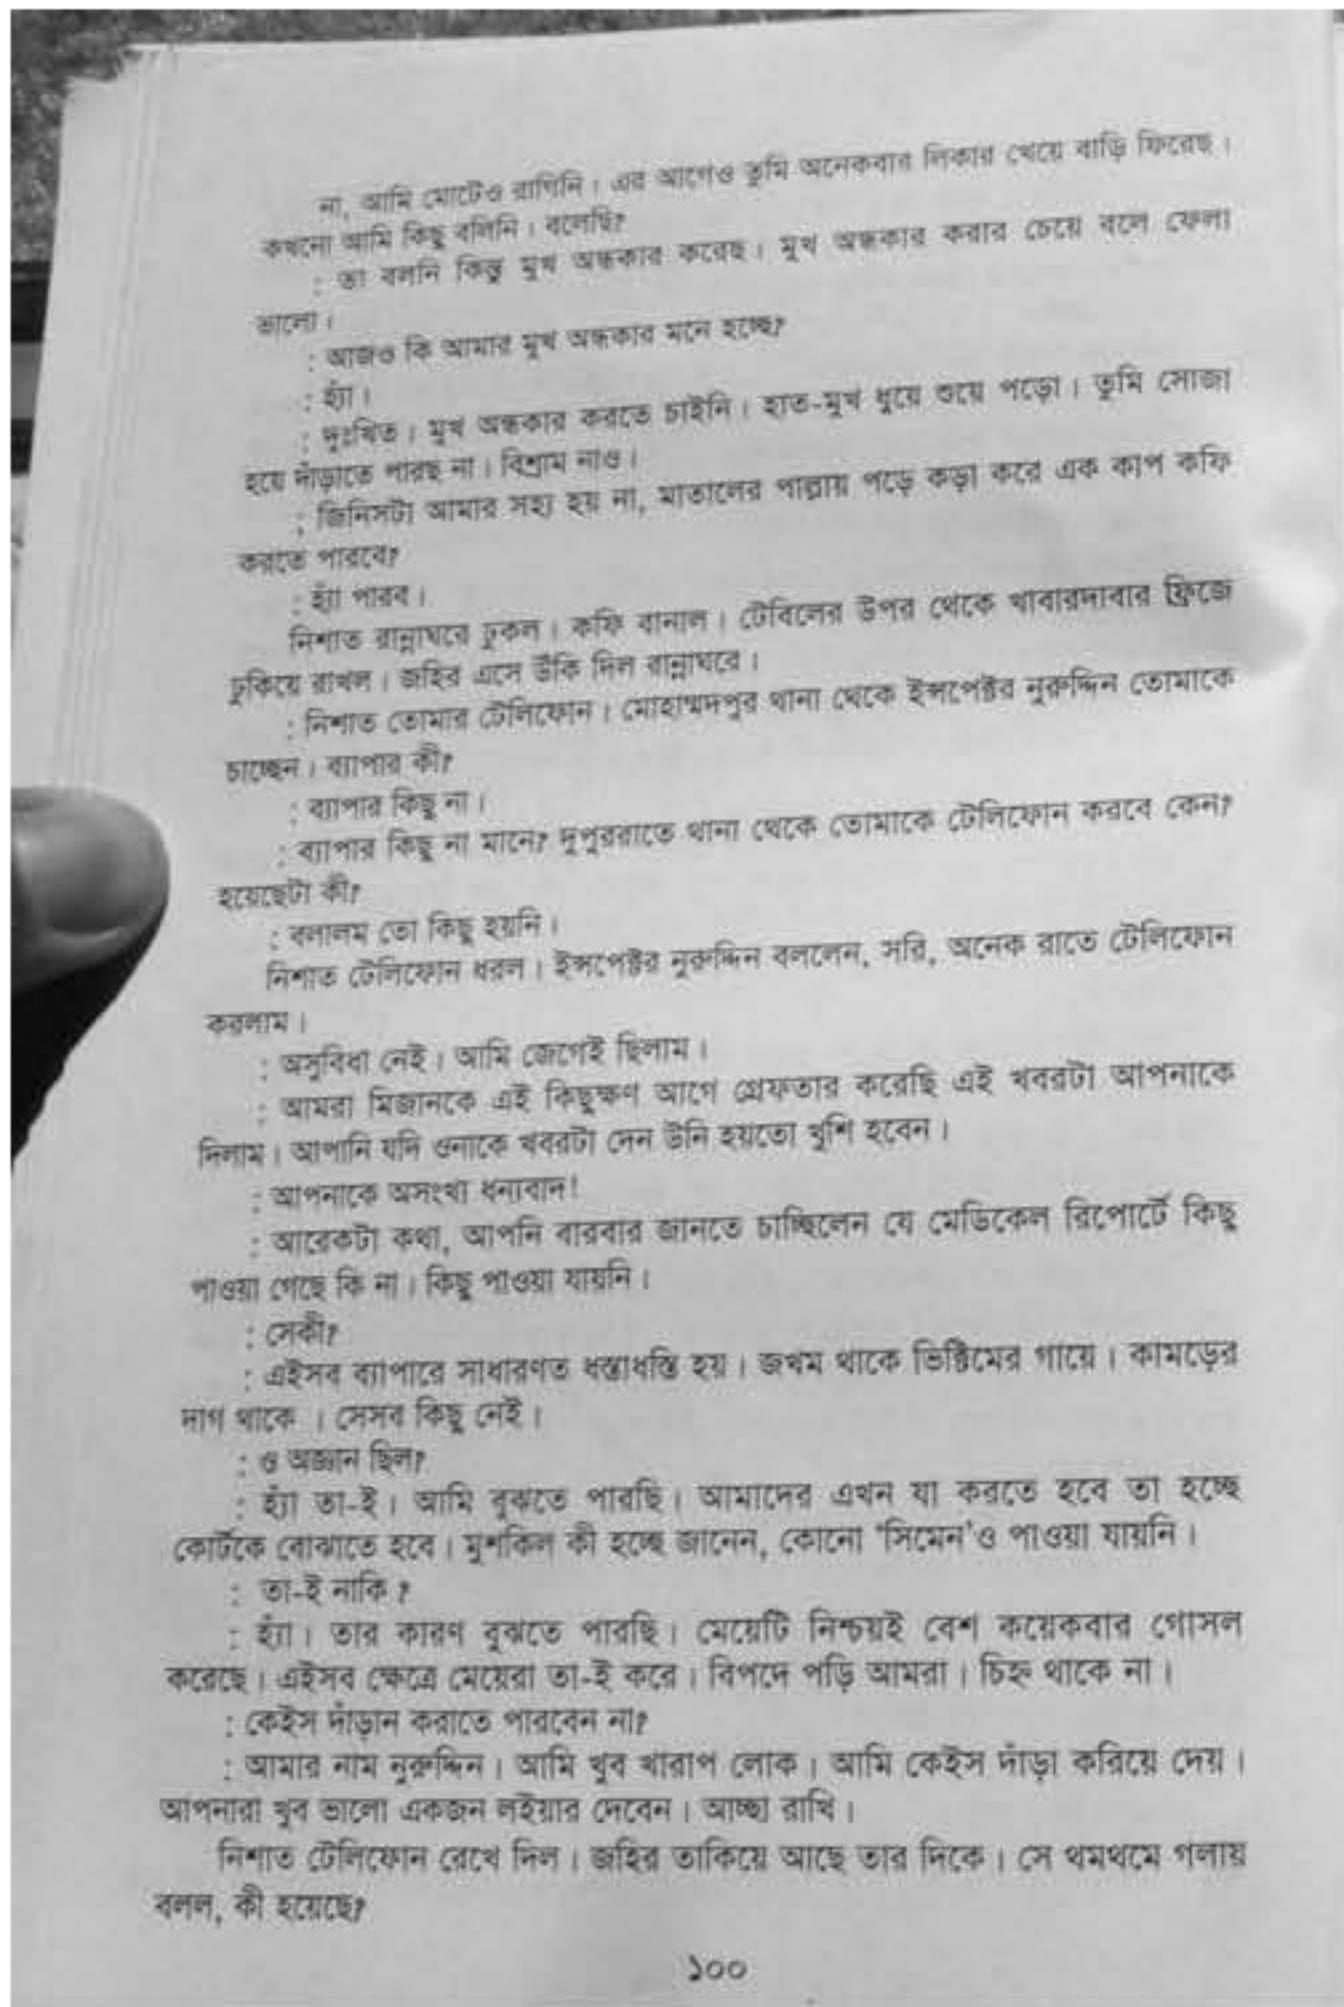 না, আমি মোটেও রাগিনি। এর আগেও তুমি অনেকবার লিকার খেয়ে বাড়ি ফিরেছ।
কখনো আমি কিছু বলিনি। বলেছি?
: তা বলনি কিন্তু মুখ অন্ধকার করেছ। মুখ অন্ধকার করার চেয়ে বলে ফেলা
ভালো।
: আজও কি আমার মুখ অন্ধকার মনে হচ্ছে?
: হ্যাঁ।
: দুঃখিত। মুখ অন্ধকার করতে চাইনি। হাত-মুখ ধুয়ে শুয়ে পড়ো। তুমি সোজা
হয়ে দাঁড়াতে পারছ না। বিশ্রাম নাও।
: জিনিসটা আমার সহ্য হয় না, মাতালের পাল্লায় পড়ে কড়া করে এক কাপ কফি
করতে পারবে?
: হ্যাঁ পারব।
নিশাত রান্নাঘরে ঢুকল। কফি বানাল। টেবিলের উপর থেকে খাবারদাবার ফ্রিজে
ঢুকিয়ে রাখল। জহির এসে উঁকি দিল রান্নাঘরে।
: নিশাত তোমার টেলিফোন। মোহাম্মদপুর থানা থেকে ইন্সপেক্টর নুরুদ্দিন তোমাকে
চাচ্ছেন। ব্যাপার কী?
: ব্যাপার কিছু না।
: ব্যাপার কিছু না মানে? দুপুররাতে থানা থেকে তোমাকে টেলিফোন করবে কেন?
হয়েছেটা কী?
: বলালম তো কিছু হয়নি।
নিশাত টেলিফোন ধরল। ইন্সপেক্টর নুরুদ্দিন বললেন, সরি, অনেক রাতে টেলিফোন
করলাম।
: অসুবিধা নেই। আমি জেগেই ছিলাম।
: আমরা মিজানকে এই কিছুক্ষণ আগে গ্রেফতার করেছি এই খবরটা আপনাকে
দিলাম। আপানি যদি ওনাকে খবরটা দেন উনি হয়তো খুশি হবেন।
: আপনাকে অসংখ্য ধন্যবাদ!
: আরেকটা কথা, আপনি বারবার জানতে চাচ্ছিলেন যে মেডিকেল রিপোর্টে কিছু
পাওয়া গেছে কি না। কিছু পাওয়া যায়নি।
: সেকী?
: এইসব ব্যাপারে সাধারণত ধস্তাধস্তি হয়। জখম থাকে ভিক্টিমের গায়ে। কামড়ের
দাগ থাকে । সেসব কিছু নেই।
: ও অজ্ঞান ছিল?
: হ্যাঁ তা-ই। আমি বুঝতে পারছি। আমাদের এখন যা করতে হবে তা হচ্ছে
কোর্টকে বোঝাতে হবে। মুশকিল কী হচ্ছে জানেন, কোনো ‘সিমেন’ও পাওয়া যায়নি।
: তা-ই নাকি ?
: হ্যাঁ। তার কারণ বুঝতে পারছি। মেয়েটি নিশ্চয়ই বেশ কয়েকবার গোসল
করেছে। এইসব ক্ষেত্রে মেয়েরা তা-ই করে। বিপদে পড়ি আমরা। চিহ্ন থাকে না।
: কেইস দাঁড়ান করাতে পারবেন না?
: আমার নাম নুরুদ্দিন। আমি খুব খারাপ লোক। আমি কেইস দাঁড়া করিয়ে দেয়।
আপনারা খুব ভালো একজন লইয়ার দেবেন। আচ্ছা রাখি।
নিশাত টেলিফোন রেখে দিল। জহির তাকিয়ে আছে তার দিকে। সে থমথমে গলায়
বলল, কী হয়েছে?
১০০